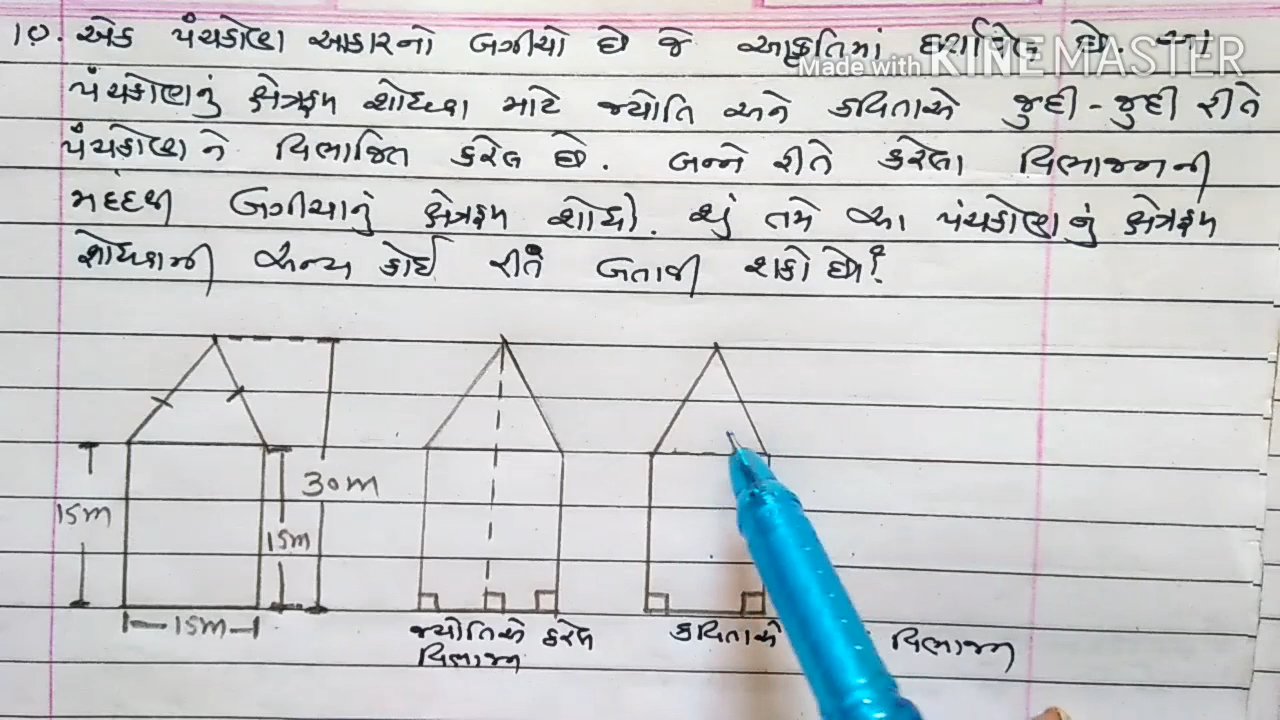 10. એક પંચકોણ આકારનો બગીચો છે જે આકૃતિમાં દર્શાવેલ છે. આ
Made with KINEMASTER
પંચકોણનું ક્ષેત્રફળ શોધવા માટે જ્યોતિ અને કવિતાએ જુદી - જુદી રીતે
પંચકોણ ને વિભાજિત કરેલ છે. બન્ને રીતે કરેલા વિભાજનની
મદદથી બગીચાનું ક્ષેત્રફળ શોધો. શું તમે આ પંચકોણનું ક્ષેત્રફળ
શોધવાની અન્ય કોઈ રીત બતાવી શકો છો?
30m
15m
15m
15m
જ્યોતિએ કરેલ
વિભાજન
કવિતાએ
વિભાજન